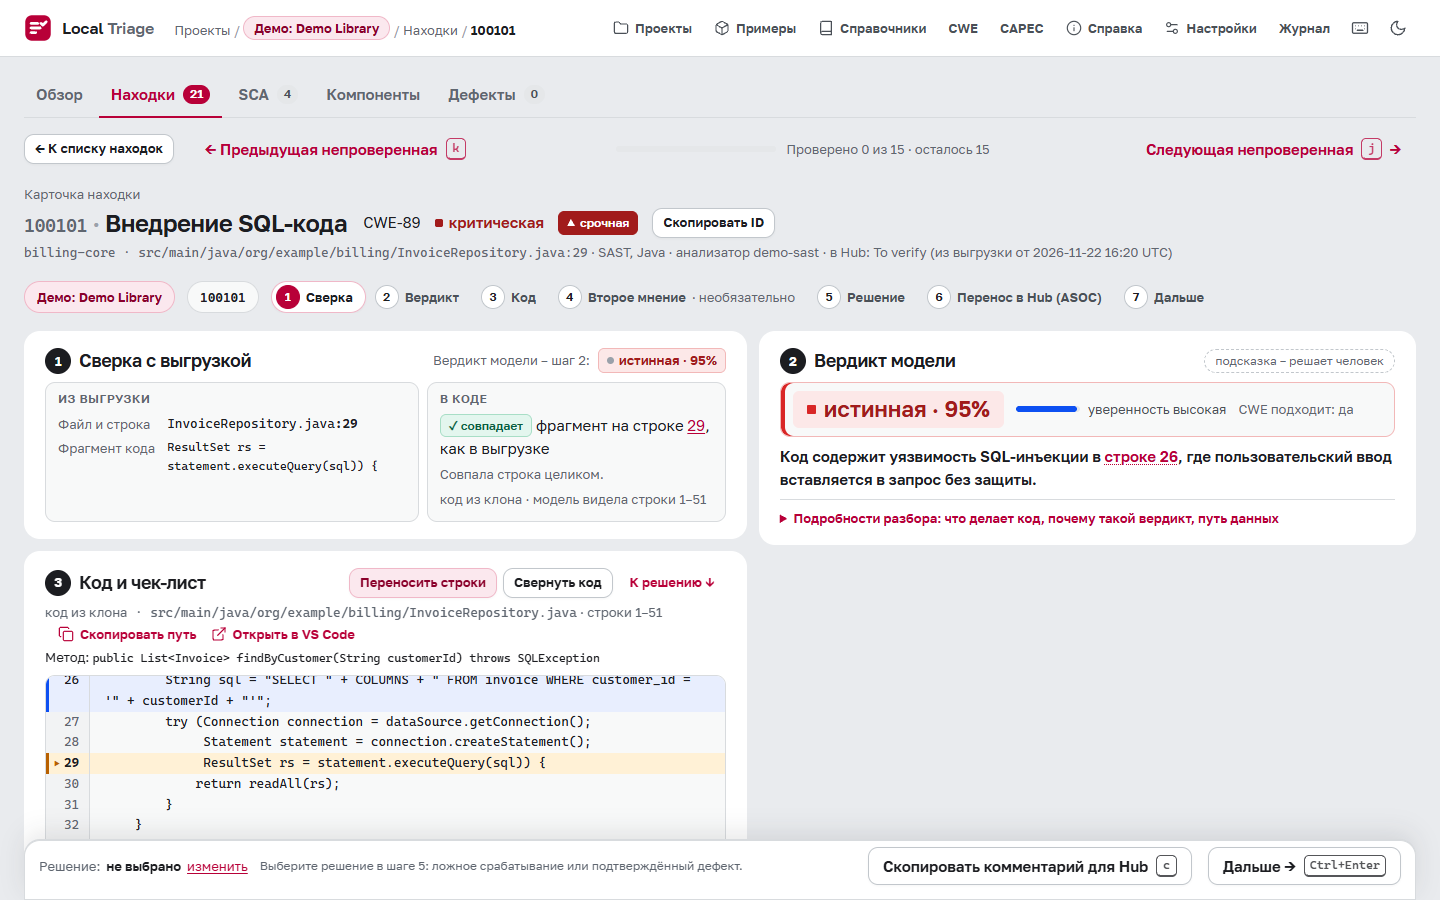 Local Triage
Проекты / Демо: Demo Library / Находки / 100101
Проекты Примеры Справочники CWE CAPEC Справка Настройки Журнал
Обзор Находки 21 SCA 4 Компоненты Дефекты 0
← К списку находок
← Предыдущая непроверенная k
Проверено 0 из 15 · осталось 15
Следующая непроверенная j →
Карточка находки
100101 · Внедрение SQL-кода CWE-89 критическая ▲ срочная Скопировать ID
billing-core · src/main/java/org/example/billing/InvoiceRepository.java:29 · SAST, Java · анализатор demo-sast · в Hub: To verify (из выгрузки от 2026-11-22 16:20 UTC)
Демо: Demo Library 100101 1 Сверка 2 Вердикт 3 Код 4 Второе мнение · необязательно 5 Решение 6 Перенос в Hub (ASOC) 7 Дальше
1 Сверка с выгрузкой
Вердикт модели – шаг 2: истинная · 95%
ИЗ ВЫГРУЗКИ
Файл и строка InvoiceRepository.java:29
Фрагмент кода ResultSet rs =
statement.executeQuery(sql)) {
В КОДЕ
✓ совпадает фрагмент на строке 29,
как в выгрузке
Совпала строка целиком.
код из клона · модель видела строки 1–51
2 Вердикт модели
подсказка – решает человек
истинная · 95% уверенность высокая CWE подходит: да
Код содержит уязвимость SQL-инъекции в строке 26, где пользовательский ввод
вставляется в запрос без защиты.
▶ Подробности разбора: что делает код, почему такой вердикт, путь данных
3 Код и чек-лист
Переносить строки Свернуть код К решению ↓
код из клона · src/main/java/org/example/billing/InvoiceRepository.java · строки 1–51
Скопировать путь Открыть в VS Code
Метод: public List<Invoice> findByCustomer(String customerId) throws SQLException
26 String sql = "SELECT " + COLUMNS + " FROM invoice WHERE customer_id =
'" + customerId + "'";
27 try (Connection connection = dataSource.getConnection();
28 Statement statement = connection.createStatement();
▸ 29 ResultSet rs = statement.executeQuery(sql)) {
30 return readAll(rs);
31 }
32 }
Решение: не выбрано изменить Выберите решение в шаге 5: ложное срабатывание или подтверждённый дефект.
Скопировать комментарий для Hub c
Дальше → Ctrl+Enter